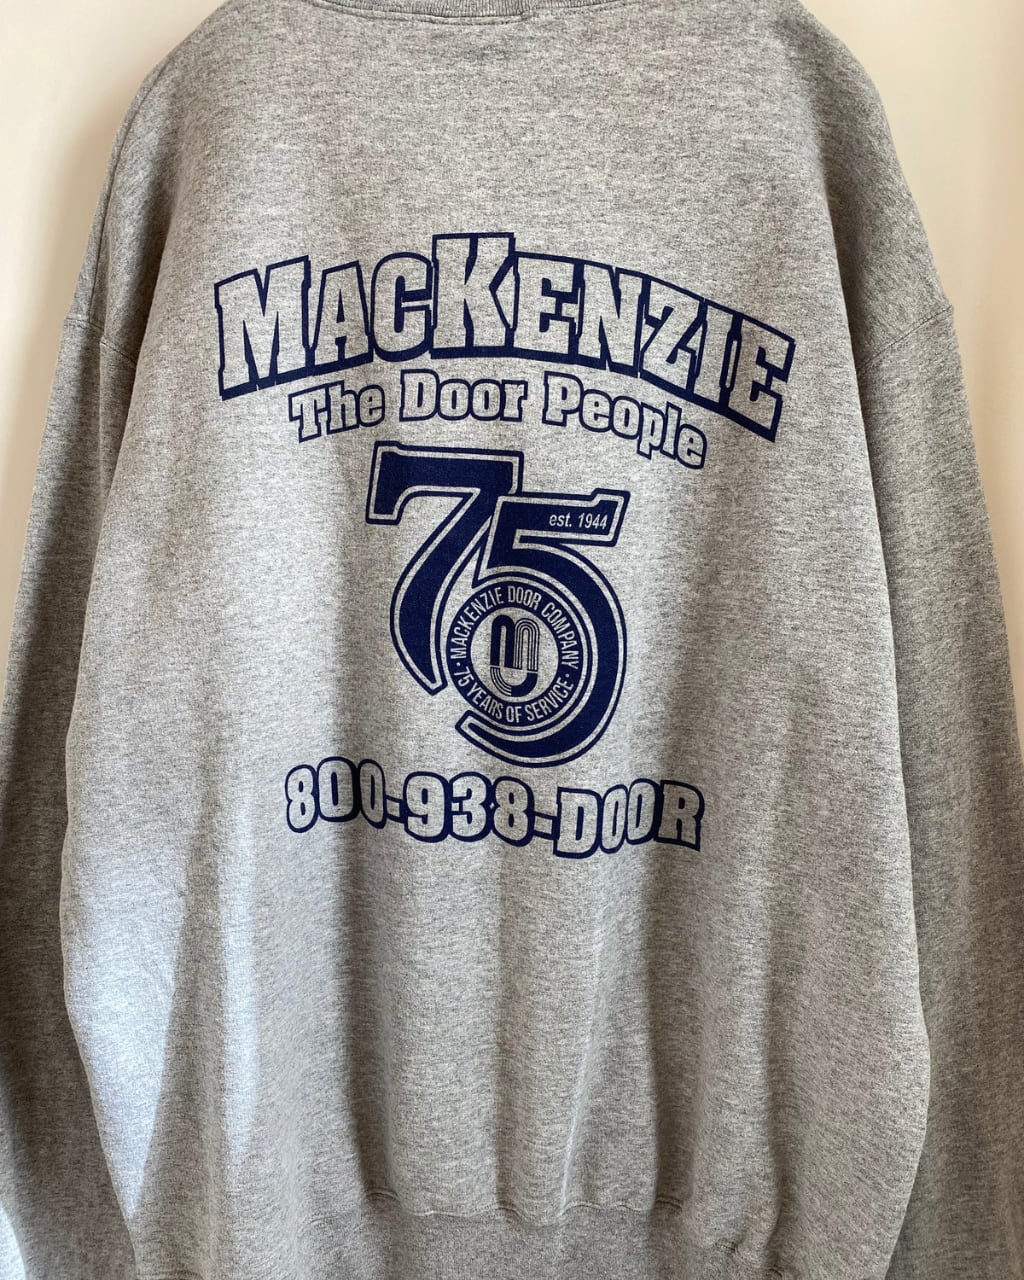 MACKENZIE
The Door People
75
est. 1944
MACKENZIE DOOR COMPANY
• 75 YEARS OF SERVICE •
800-938-DOOR